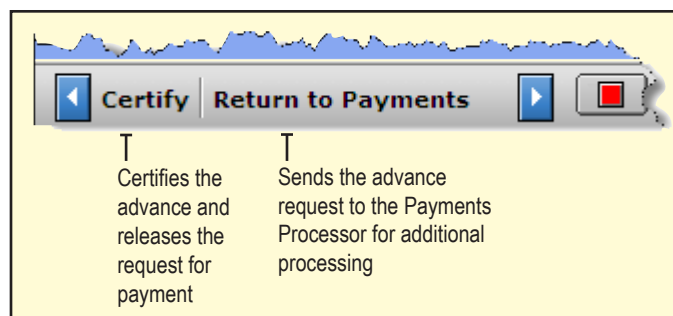 Certify Return to Payments
Certifies the
advance and
releases the
request for
payment
Sends the advance
request to the Payments
Processor for additional
processing